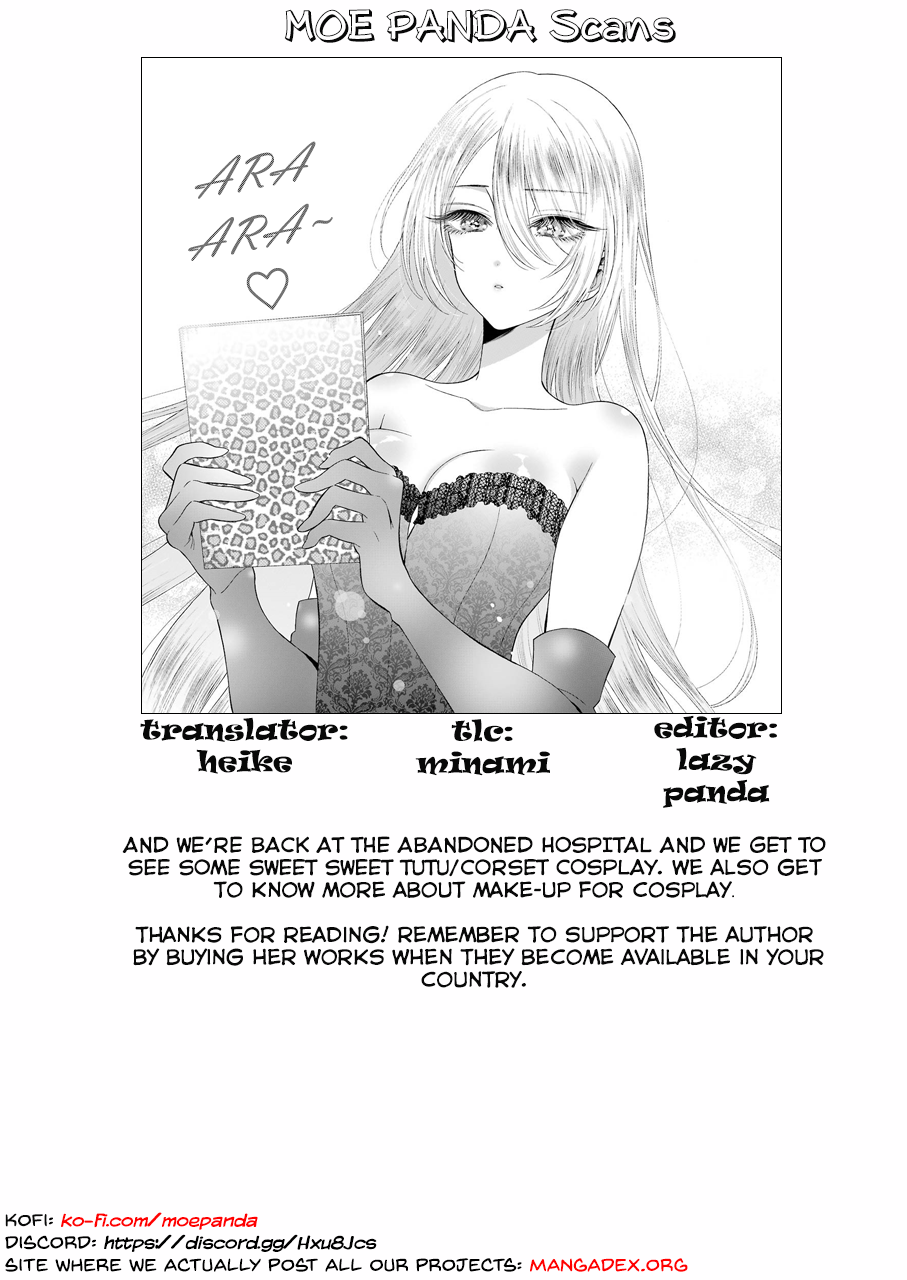 MOE PANDA Scans
ARA
ARA~
♡
translator:
heike
tlc:
minami
editor:
lazy
panda
AND WE'RE BACK AT THE ABANDONED HOSPITAL AND WE GET TO
SEE SOME SWEET SWEET TUTU/CORSET COSPLAY. WE ALSO GET
TO KNOW MORE ABOUT MAKE-UP FOR COSPLAY.
THANKS FOR READING! REMEMBER TO SUPPORT THE AUTHOR
BY BUYING HER WORKS WHEN THEY BECOME AVAILABLE IN YOUR
COUNTRY.
KOFI: ko-fi.com/moepanda
DISCORD: https://discord.gg/Hxu8Jcs
SITE WHERE WE ACTUALLY POST ALL OUR PROJECTS: MANGADEX.ORG